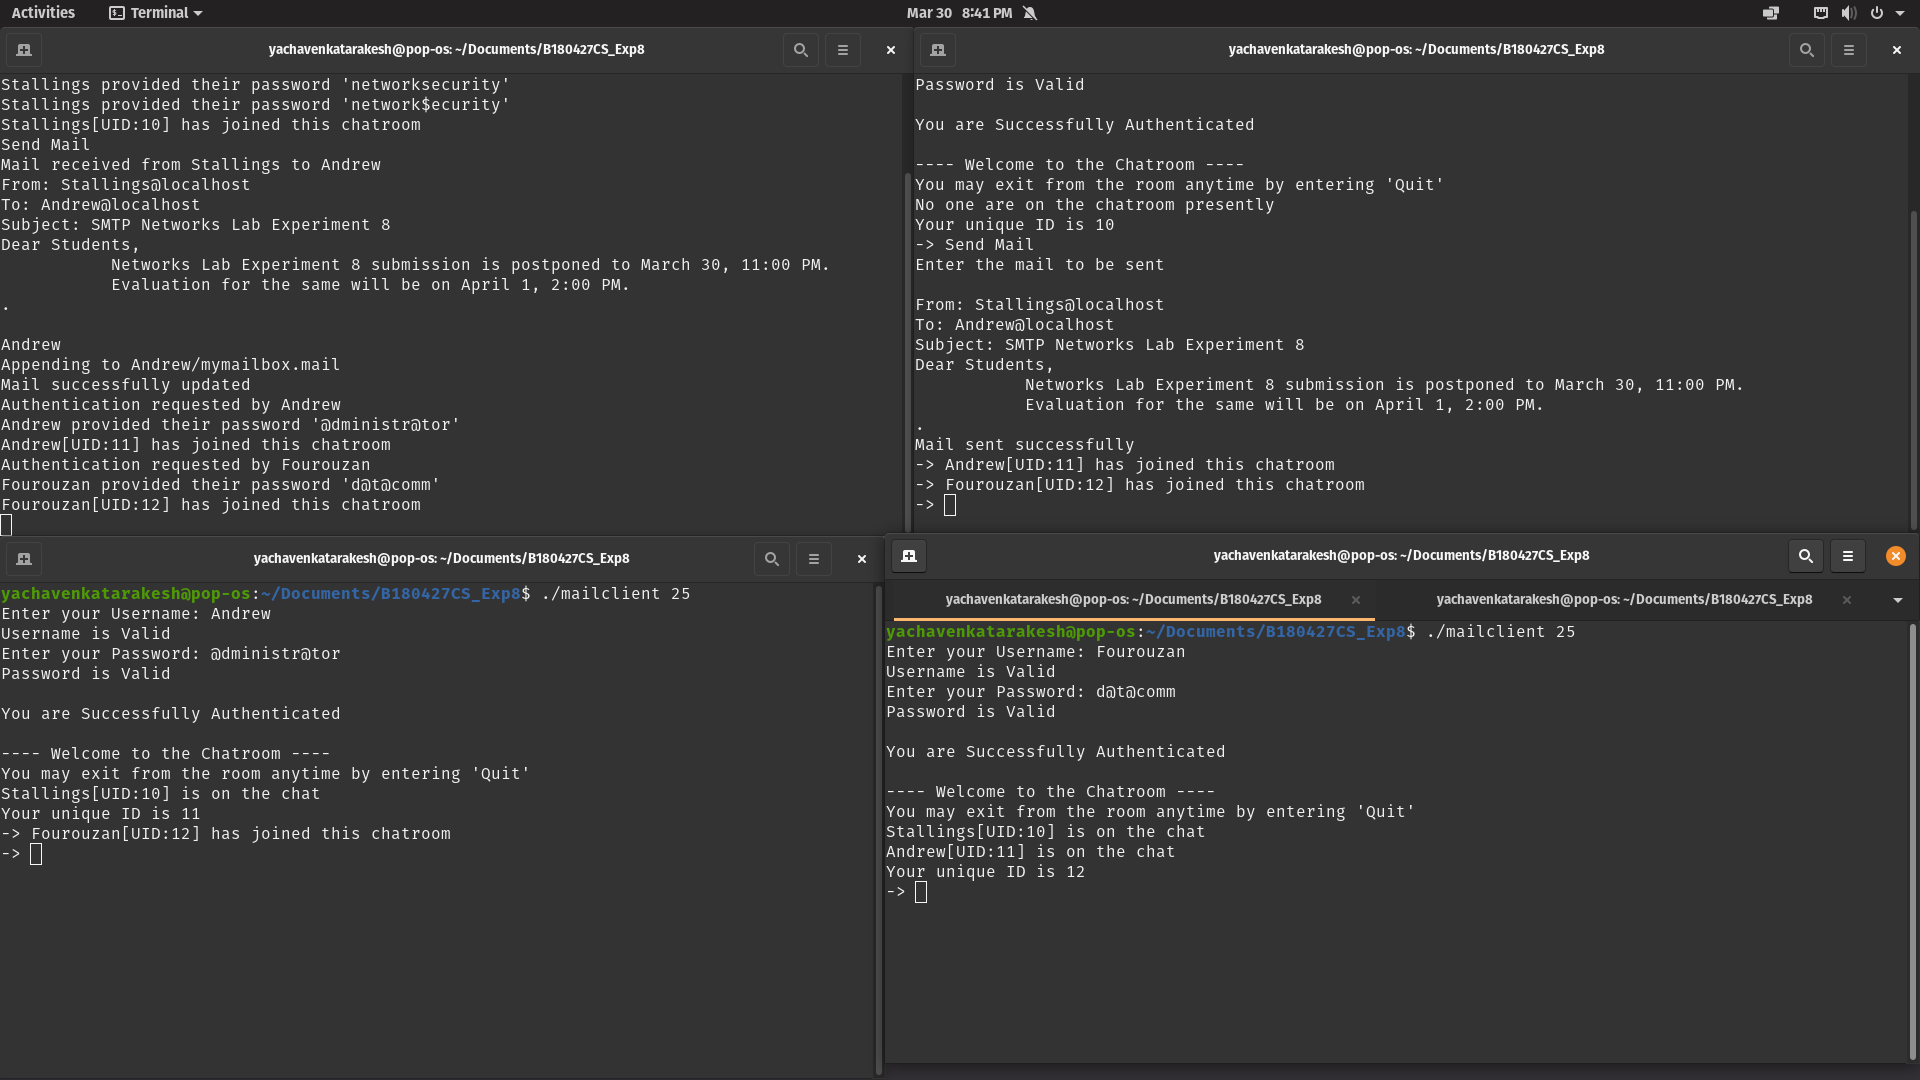 Activities Terminal Mar 30 8:41 PM
yachavenkatarakesh@pop-os: ~/Documents/B180427CS_Exp8
Stallings provided their password 'networksecurity'
Stallings provided their password 'network$ecurity'
Stallings[UID:10] has joined this chatroom
Send Mail
Mail received from Stallings to Andrew
From: Stallings@localhost
To: Andrew@localhost
Subject: SMTP Networks Lab Experiment 8
Dear Students,
Networks Lab Experiment 8 submission is postponed to March 30, 11:00 PM.
Evaluation for the same will be on April 1, 2:00 PM.
.
Andrew
Appending to Andrew/mymailbox.mail
Mail successfully updated
Authentication requested by Andrew
Andrew provided their password '@dministr@tor'
Andrew[UID:11] has joined this chatroom
Authentication requested by Fourouzan
Fourouzan provided their password 'd@t@comm'
Fourouzan[UID:12] has joined this chatroom
yachavenkatarakesh@pop-os: ~/Documents/B180427CS_Exp8
Password is Valid
You are Successfully Authenticated
---- Welcome to the Chatroom ----
You may exit from the room anytime by entering 'Quit'
No one are on the chatroom presently
Your unique ID is 10
-> Send Mail
Enter the mail to be sent
From: Stallings@localhost
To: Andrew@localhost
Subject: SMTP Networks Lab Experiment 8
Dear Students,
Networks Lab Experiment 8 submission is postponed to March 30, 11:00 PM.
Evaluation for the same will be on April 1, 2:00 PM.
.
Mail sent successfully
-> Andrew[UID:11] has joined this chatroom
-> Fourouzan[UID:12] has joined this chatroom
->
yachavenkatarakesh@pop-os: ~/Documents/B180427CS_Exp8
yachavenkatarakesh@pop-os:~/Documents/B180427CS_Exp8$ ./mailclient 25
Enter your Username: Andrew
Username is Valid
Enter your Password: @dministr@tor
Password is Valid
You are Successfully Authenticated
---- Welcome to the Chatroom ----
You may exit from the room anytime by entering 'Quit'
Stallings[UID:10] is on the chat
Your unique ID is 11
-> Fourouzan[UID:12] has joined this chatroom
->
yachavenkatarakesh@pop-os: ~/Documents/B180427CS_Exp8
yachavenkatarakesh@pop-os: ~/Documents/B180427CS_Exp8 yachavenkatarakesh@pop-os: ~/Documents/B180427CS_Exp8
yachavenkatarakesh@pop-os:~/Documents/B180427CS_Exp8$ ./mailclient 25
Enter your Username: Fourouzan
Username is Valid
Enter your Password: d@t@comm
Password is Valid
You are Successfully Authenticated
---- Welcome to the Chatroom ----
You may exit from the room anytime by entering 'Quit'
Stallings[UID:10] is on the chat
Andrew[UID:11] is on the chat
Your unique ID is 12
->